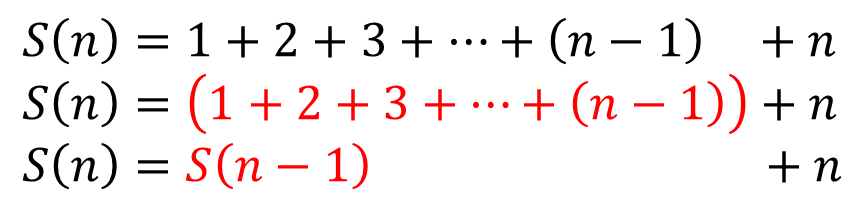 S(n) = 1 + 2 + 3 + ⋯ + (n − 1) + n
S(n) = (1 + 2 + 3 + ⋯ + (n − 1)) + n
S(n) = S(n − 1) + n